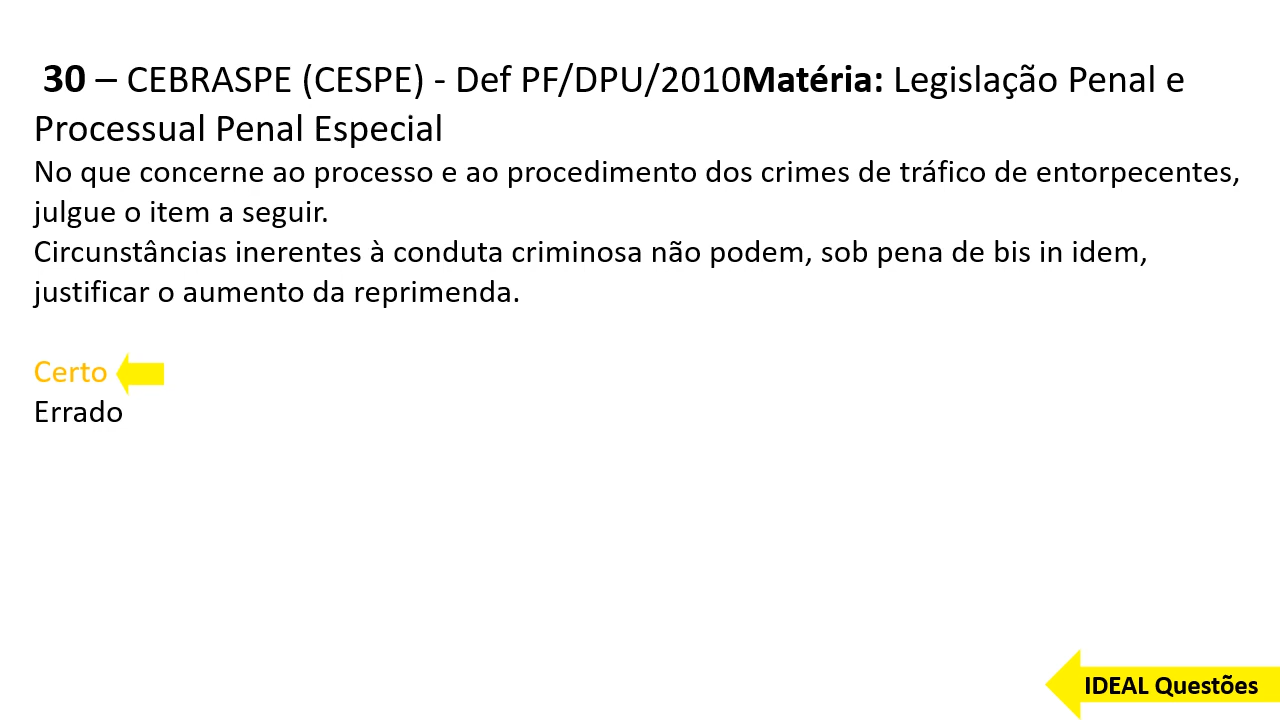 30 – CEBRASPE (CESPE) - Def PF/DPU/2010Matéria: Legislação Penal e
Processual Penal Especial
No que concerne ao processo e ao procedimento dos crimes de tráfico de entorpecentes,
julgue o item a seguir.
Circunstâncias inerentes à conduta criminosa não podem, sob pena de bis in idem,
justificar o aumento da reprimenda.
Certo
Errado
IDEAL Questões